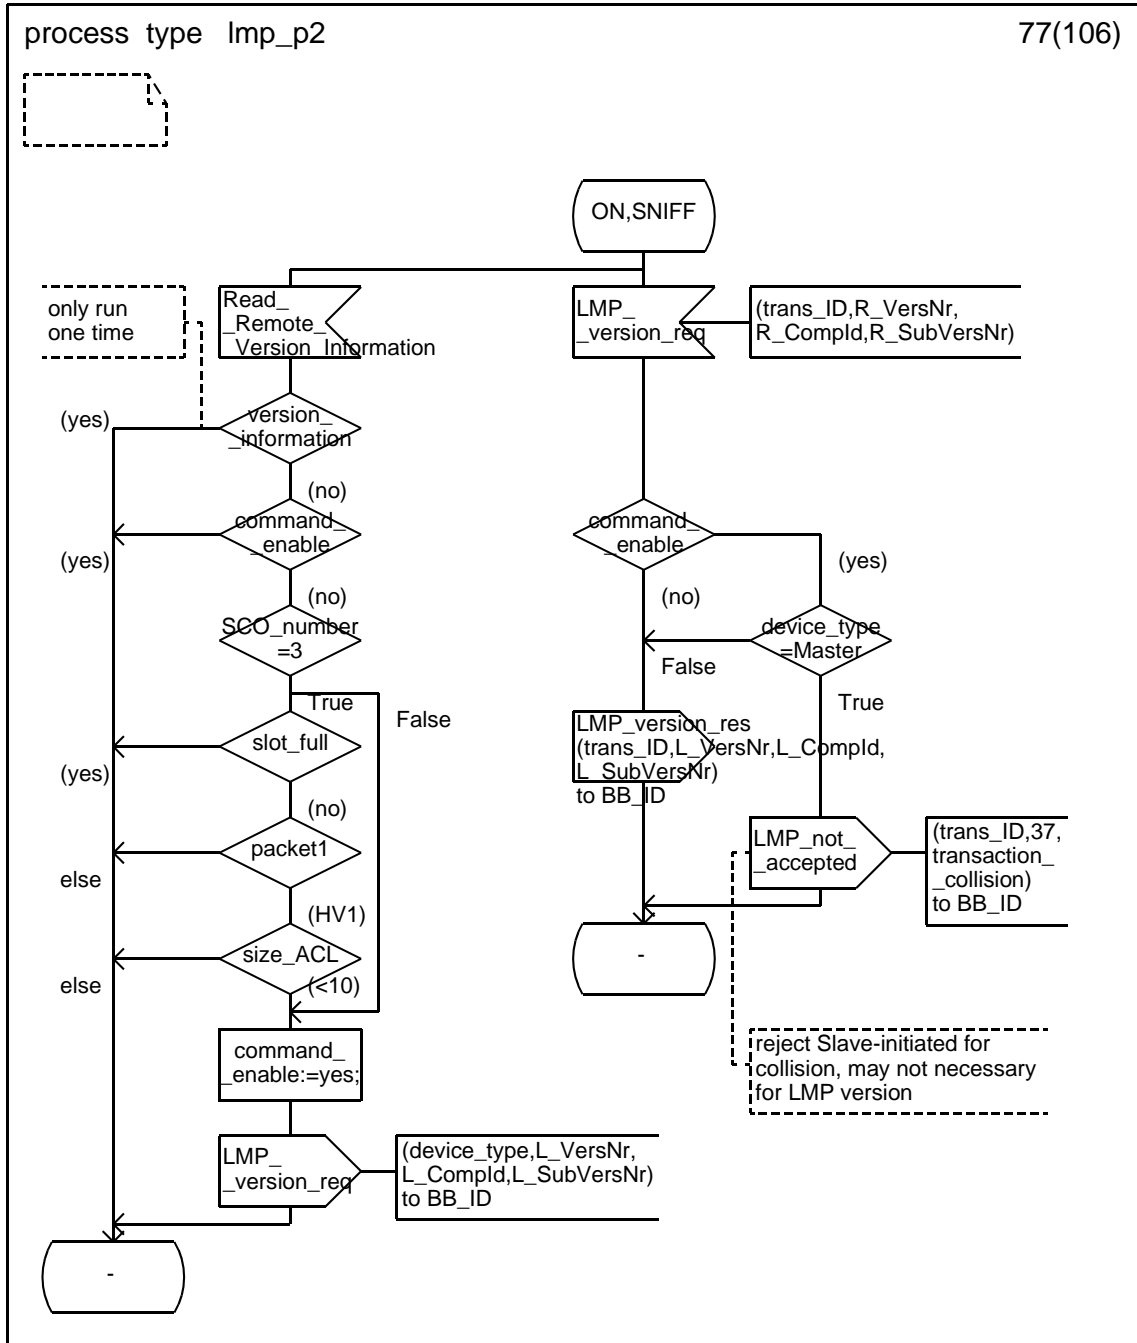 process type lmp_p2
77(106)
ON,SNIFF
only run
one time
Read_
_Remote_
_Version_Information
LMP_
_version_req
(trans_ID,R_VersNr,
R_CompId,R_SubVersNr)
(yes)
version_
_information
(no)
command_
_enable
(yes)
(no)
SCO_number
=3
True
False
slot_full
(yes)
(no)
packet1
else
(HV1)
size_ACL
else
(<10)
command_
_enable:=yes;
LMP_
_version_req
(device_type,L_VersNr,
L_CompId,L_SubVersNr)
to BB_ID
-
command_
_enable
(yes)
(no)
device_type
=Master
False
True
LMP_version_res
(trans_ID,L_VersNr,L_CompId,
L_SubVersNr)
to BB_ID
LMP_not_
_accepted
(trans_ID,37,
transaction_
_collision)
to BB_ID
-
reject Slave-initiated for
collision, may not necessary
for LMP version